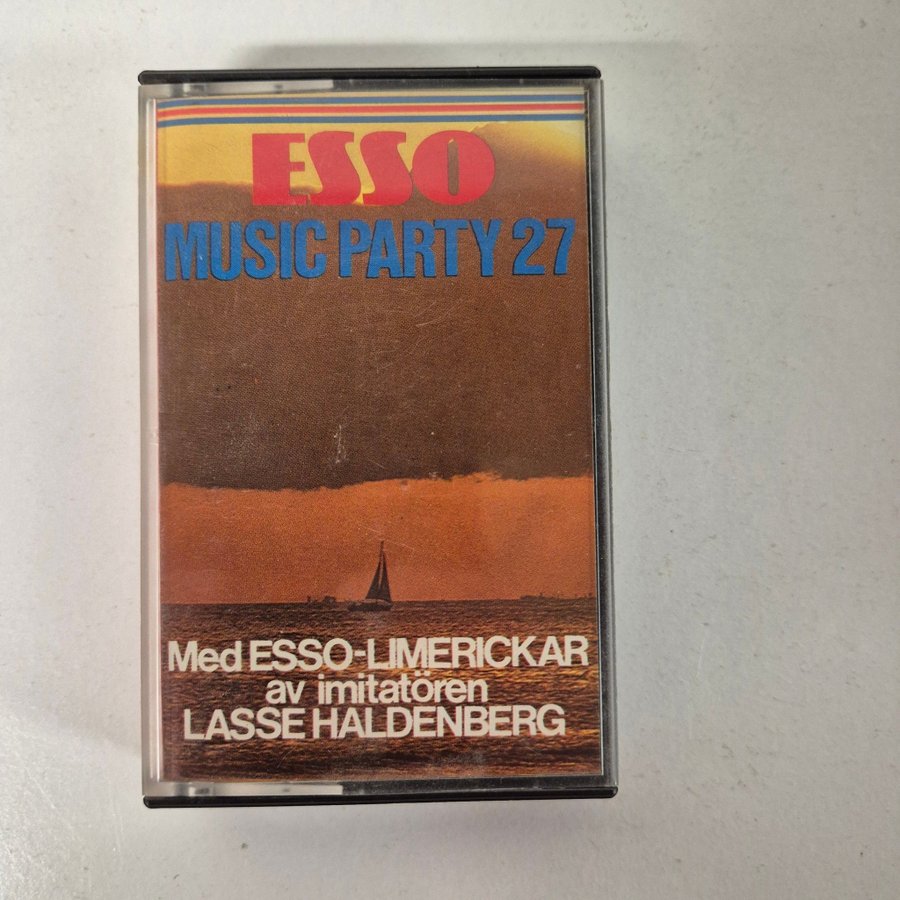 ESSO
MUSIC PARTY 27
Med ESSO-LIMERICKAR
av imitatören
LASSE HALDENBERG